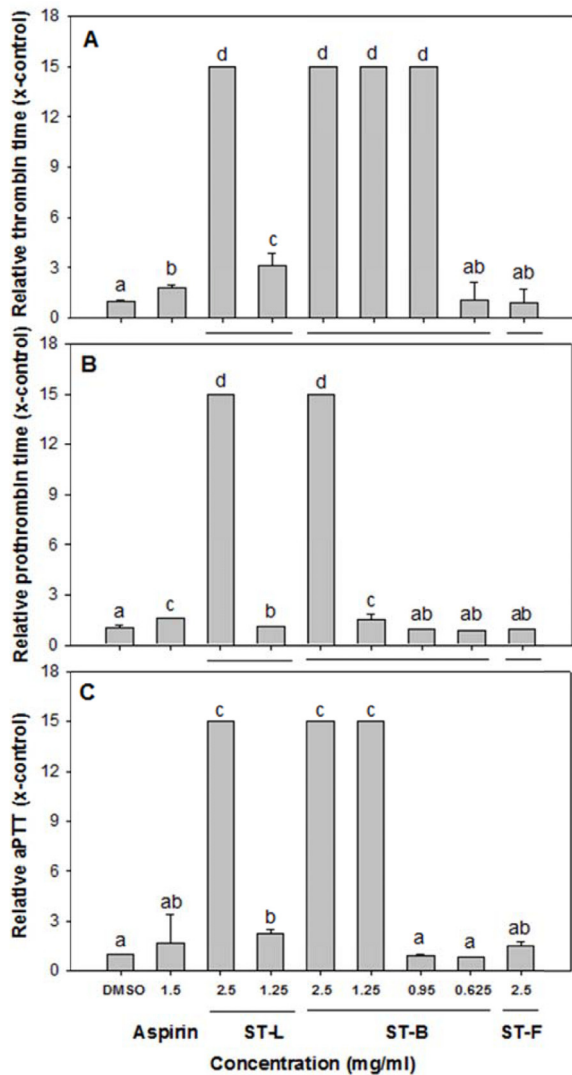 A
Relative thrombin time (x-control)
18
15
12
9
6
3
0
a
b
d
c
d
d
d
ab
ab
B
Relative prothrombin time (x-control)
18
15
12
9
6
3
0
a
c
d
b
d
c
ab
ab
ab
C
Relative aPTT (x-control)
18
15
12
9
6
3
0
a
ab
c
b
c
c
a
a
ab
DMSO 1.5 2.5 1.25 2.5 1.25 0.95 0.625 2.5
Aspirin ST-L ST-B ST-F
Concentration (mg/ml)